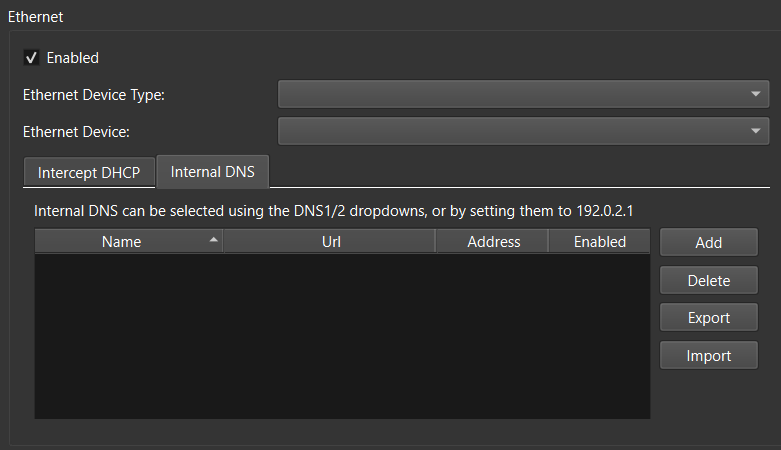 Ethernet
Enabled
Ethernet Device Type:
Ethernet Device:
Intercept DHCP Internal DNS
Internal DNS can be selected using the DNS1/2 dropdowns, or by setting them to 192.0.2.1
Name Url Address Enabled
Add
Delete
Export
Import